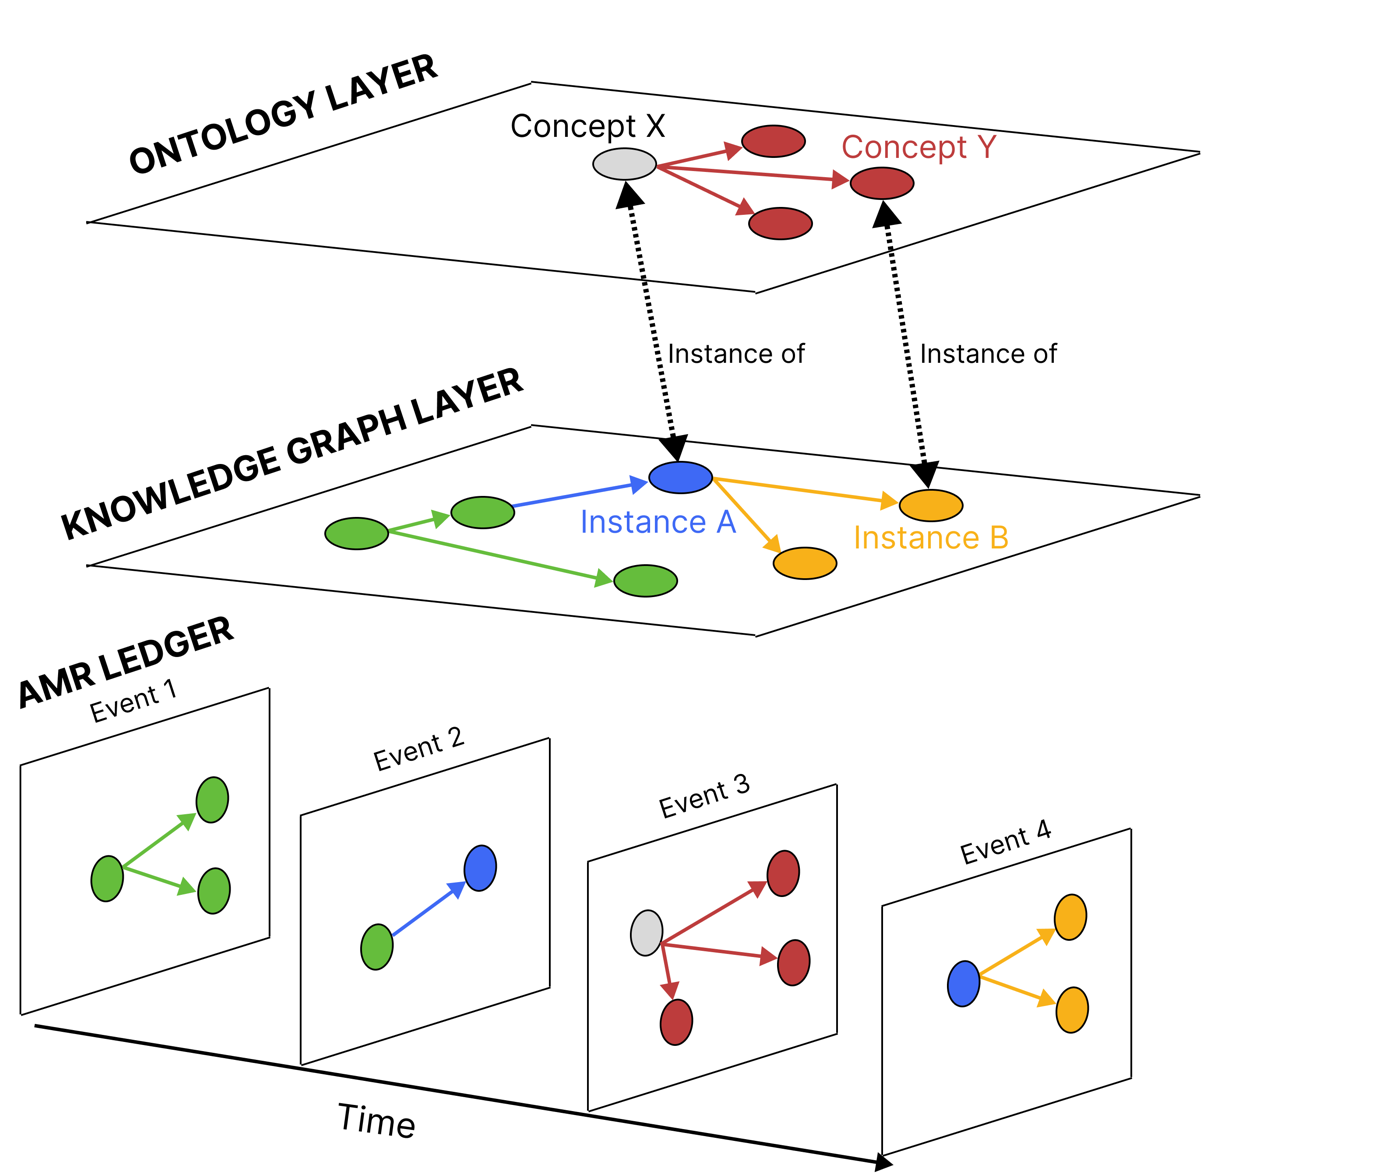 ONTOLOGY LAYER
Concept X
Concept Y
Instance of
Instance of
KNOWLEDGE GRAPH LAYER
Instance A
Instance B
AMR LEDGER
Event 1
Event 2
Event 3
Event 4
Time